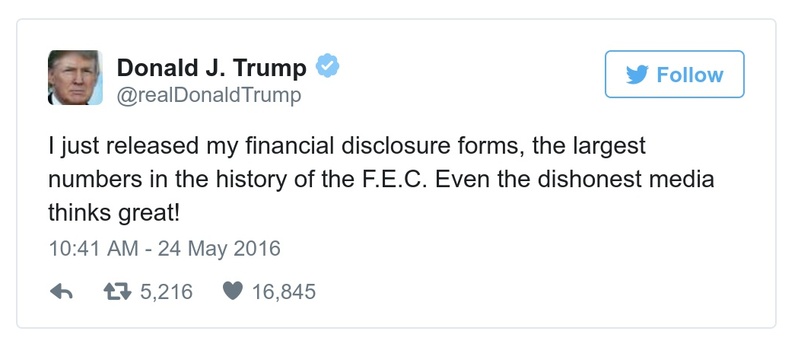 Donald J. Trump
Follow
@realDonaldTrump
I just released my financial disclosure forms, the largest
numbers in the history of the F.E.C. Even the dishonest media
thinks great!
10:41 AM - 24 May 2016
5,216 16,845